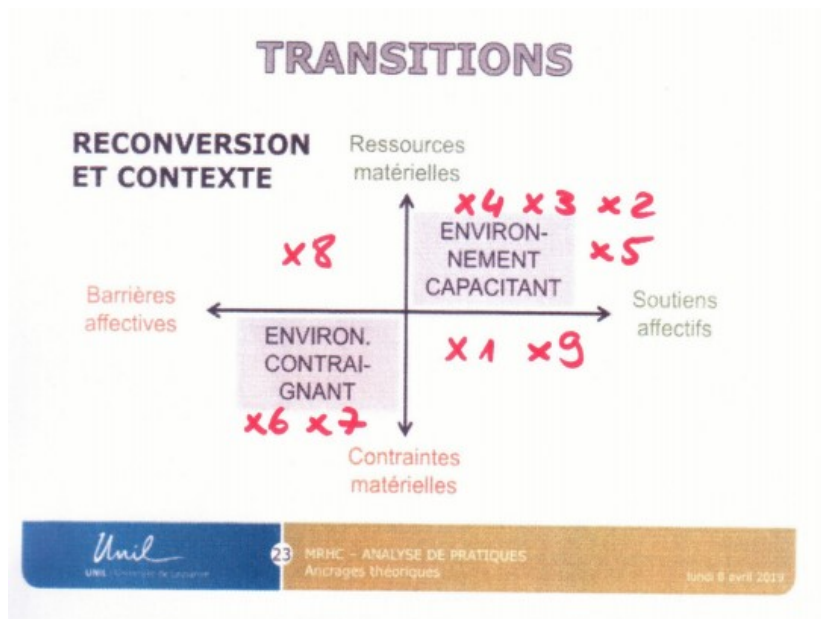 TRANSITIONS
RECONVERSION
ET CONTEXTE
Ressources
matérielles
x4 x3 x2
ENVIRON-
NEMENT
CAPACITANT
x5
x8
Barrières
affectives
Soutiens
affectifs
ENVIRON.
CONTRAI-
GNANT
x1 x9
x6 x7
Contraintes
matérielles
Unil
UNIL
23
MRHC - ANALYSE DE PRATIQUES
Ancrages théoriques
lundi 8 avril 2019